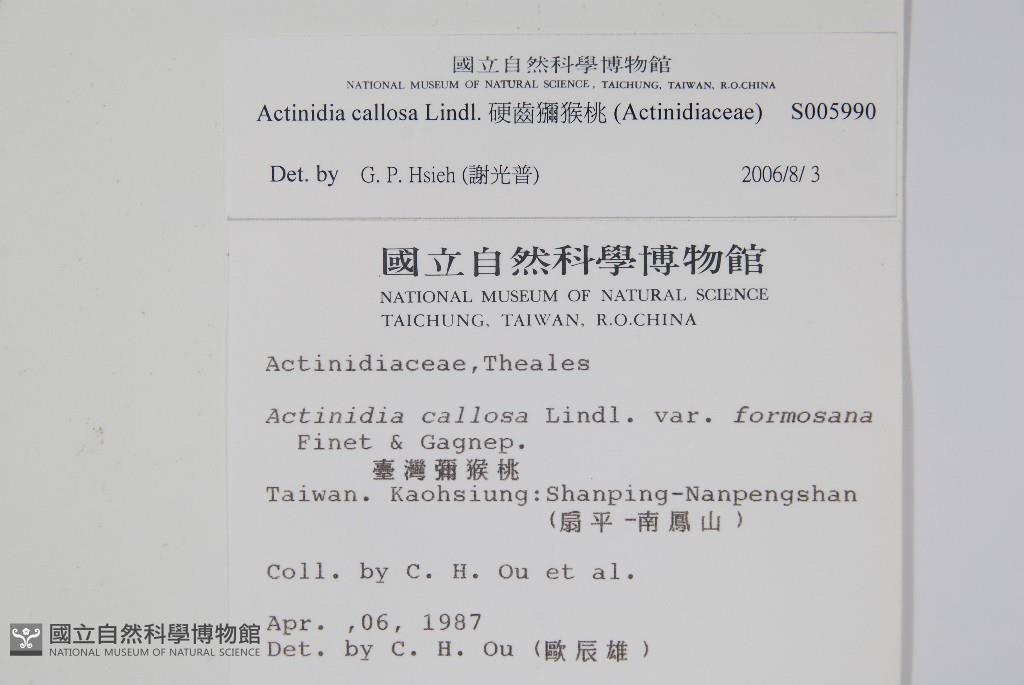 國立自然科學博物館
NATIONAL MUSEUM OF NATURAL SCIENCE, TAICHUNG, TAIWAN, R.O.CHINA
Actinidia callosa Lindl. 硬齒獼猴桃 (Actinidiaceae) S005990
Det. by G. P. Hsieh (謝光普) 2006/8/ 3
國立自然科學博物館
NATIONAL MUSEUM OF NATURAL SCIENCE
TAICHUNG, TAIWAN, R.O.CHINA
Actinidiaceae,Theales
Actinidia callosa Lindl. var. formosana
Finet & Gagnep.
臺灣彌猴桃
Taiwan. Kaohsiung:Shanping-Nanpengshan
(扇平-南鳳山)
Coll. by C. H. Ou et al.
Apr. ,06, 1987
Det. by C. H. Ou (歐辰雄)
國立自然科學博物館
NATIONAL MUSEUM OF NATURAL SCIENCE